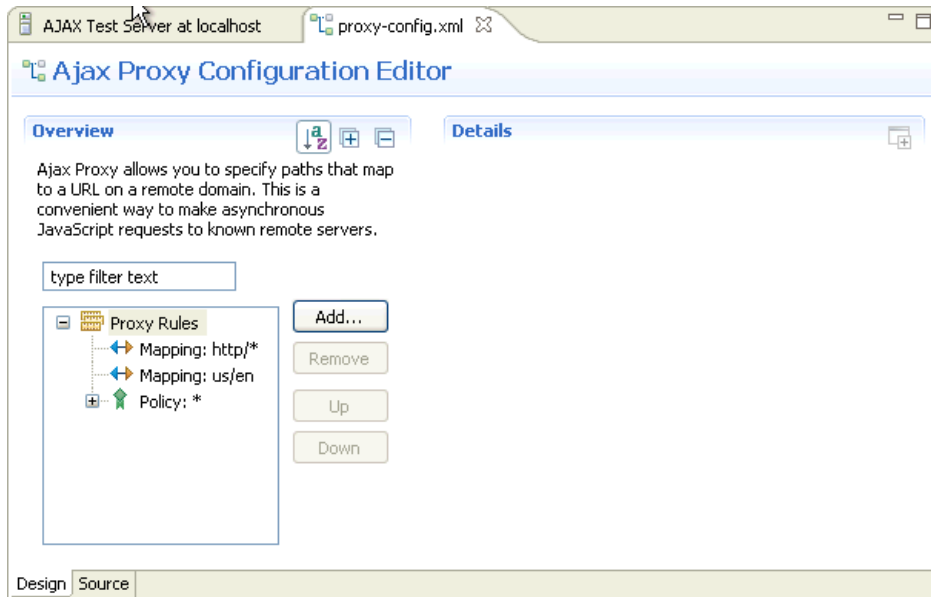 AJAX Test Server at localhost
proxy-config.xml
Ajax Proxy Configuration Editor
Overview
Ajax Proxy allows you to specify paths that map
to a URL on a remote domain. This is a
convenient way to make asynchronous
JavaScript requests to known remote servers.
type filter text
Proxy Rules
Mapping: http/*
Mapping: us/en
Policy: *
Add...
Remove
Up
Down
Details
Design
Source